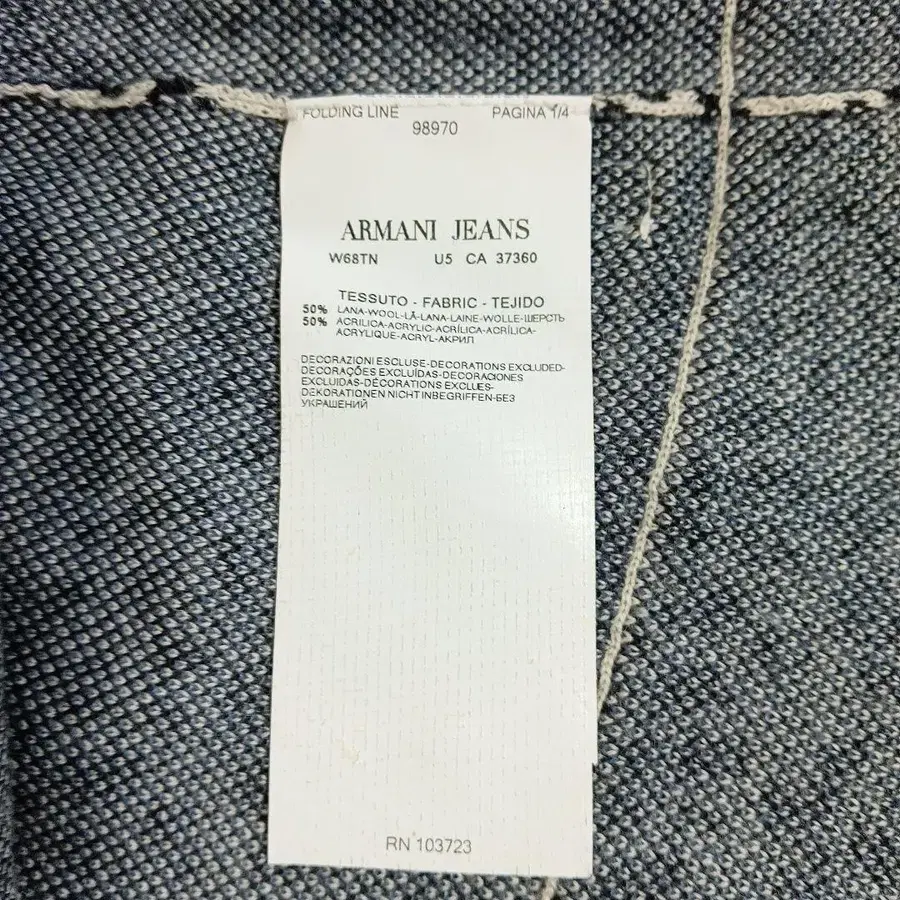 FOLDING LINE PAGINA 1/4
98970
ARMANI JEANS
W68TN U5 CA 37360
TESSUTO - FABRIC - TEJIDO
50% LANA-WOOL-LÃ-LANA-LAINE-WOLLE-ШЕРСТЬ
50% ACRILICA-ACRYLIC-ACRÍLICA-ACRÍLICA-
ACRYLIQUE-ACRYL-АКРИЛ
DECORAZIONI ESCLUSE-DECORATIONS EXCLUDED-
DECORAÇÕES EXCLUÍDAS-DECORACIONES
EXCLUIDAS-DÉCORATIONS EXCLUES-
DEKORATIONEN NICHT INBEGRIFFEN-БЕЗ
УКРАШЕНИЙ
RN 103723